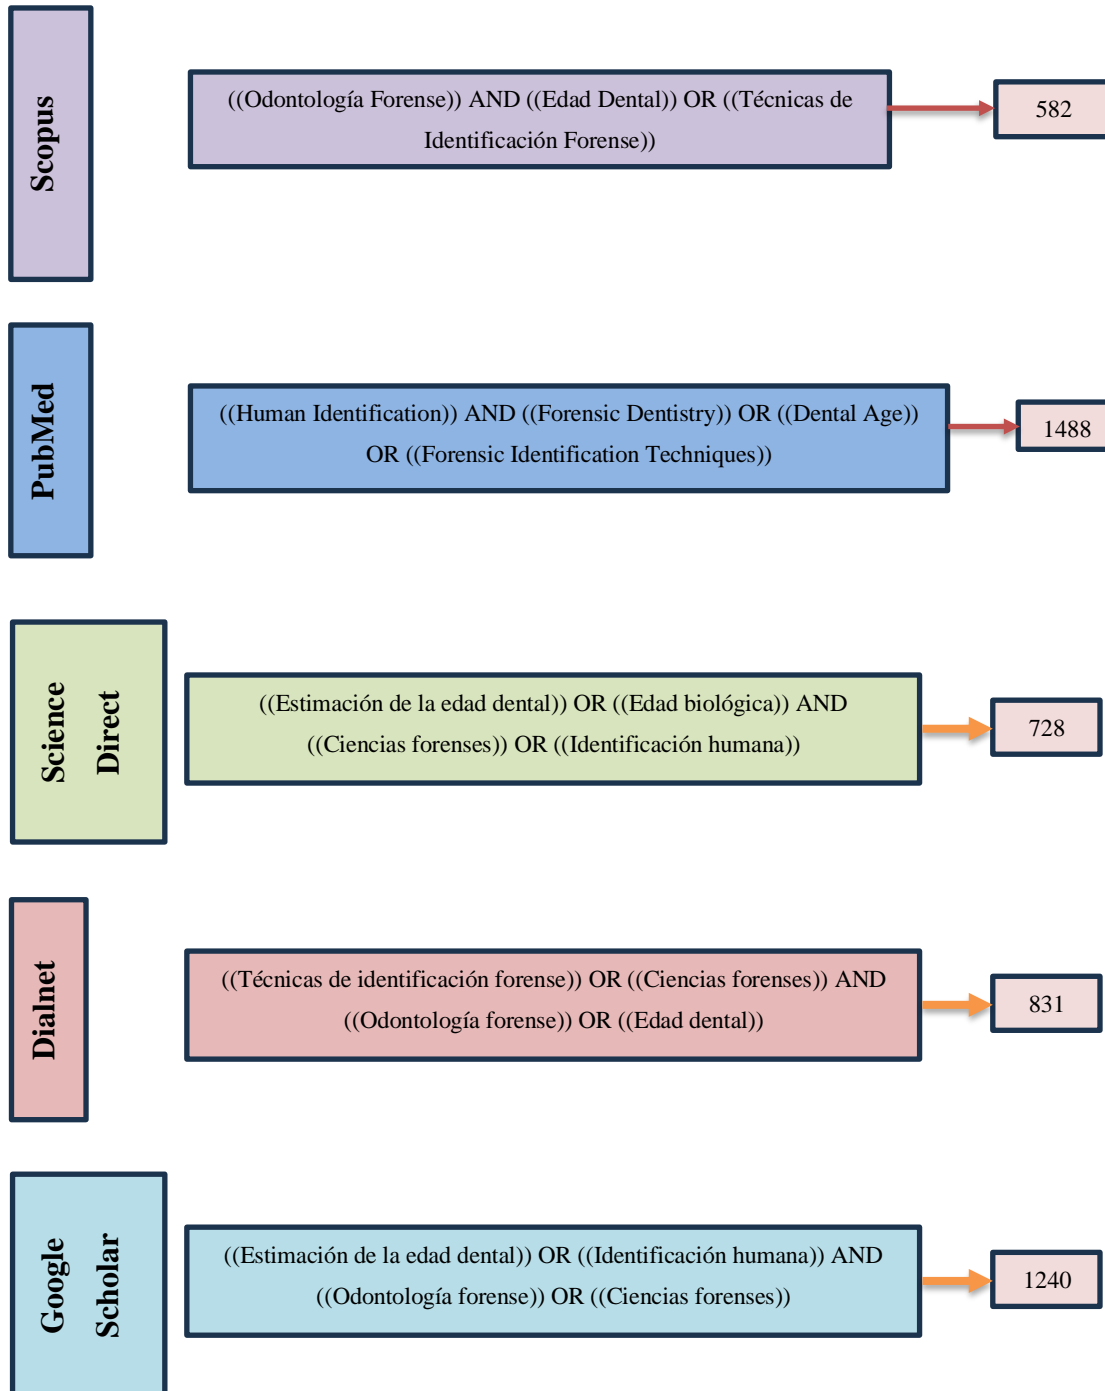 Scopus
((Odontología Forense)) AND ((Edad Dental)) OR ((Técnicas de
Identificación Forense))
582
PubMed
((Human Identification)) AND ((Forensic Dentistry)) OR ((Dental Age))
OR ((Forensic Identification Techniques))
1488
Science
Direct
((Estimación de la edad dental)) OR ((Edad biológica)) AND
((Ciencias forenses)) OR ((Identificación humana))
728
Dialnet
((Técnicas de identificación forense)) OR ((Ciencias forenses)) AND
((Odontología forense)) OR ((Edad dental))
831
Google
Scholar
((Estimación de la edad dental)) OR ((Identificación humana)) AND
((Odontología forense)) OR ((Ciencias forenses))
1240